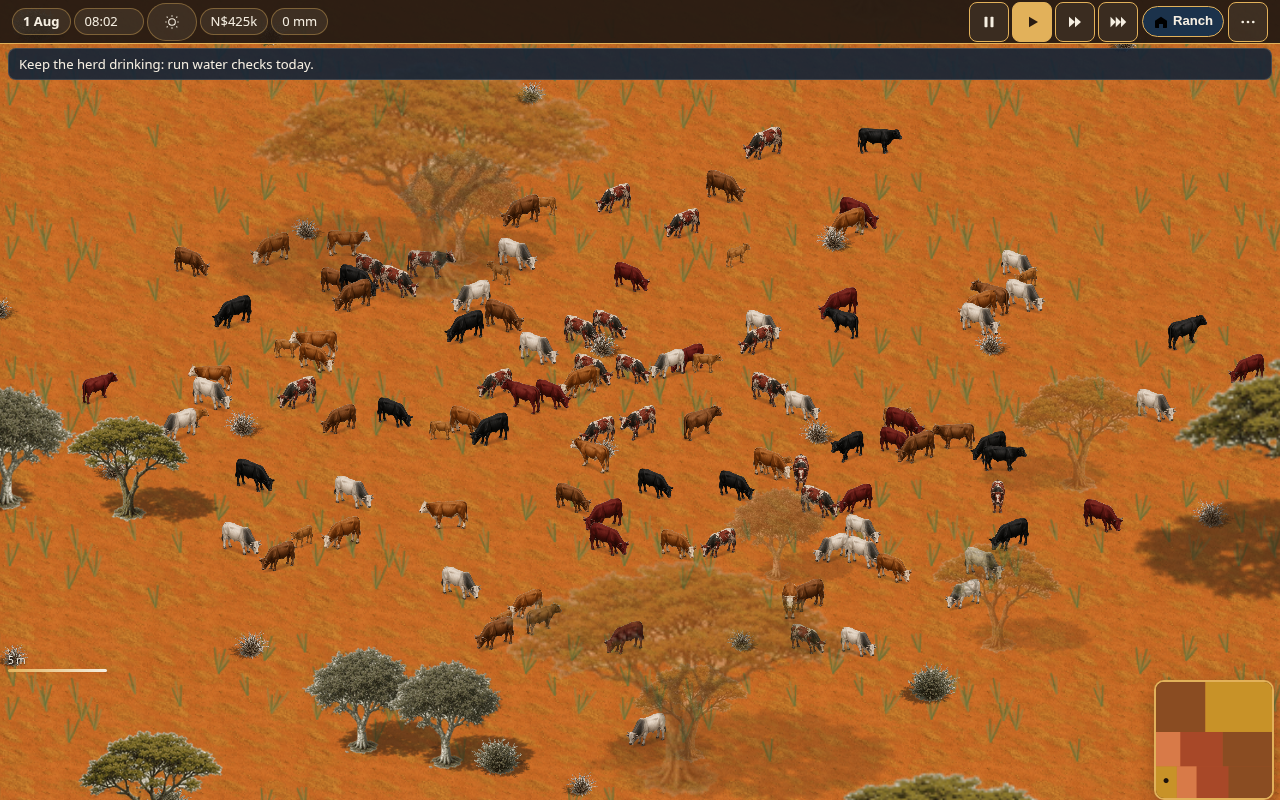 1 Aug
08:02
N$425k
0 mm
Ranch
Keep the herd drinking: run water checks today.
5 m